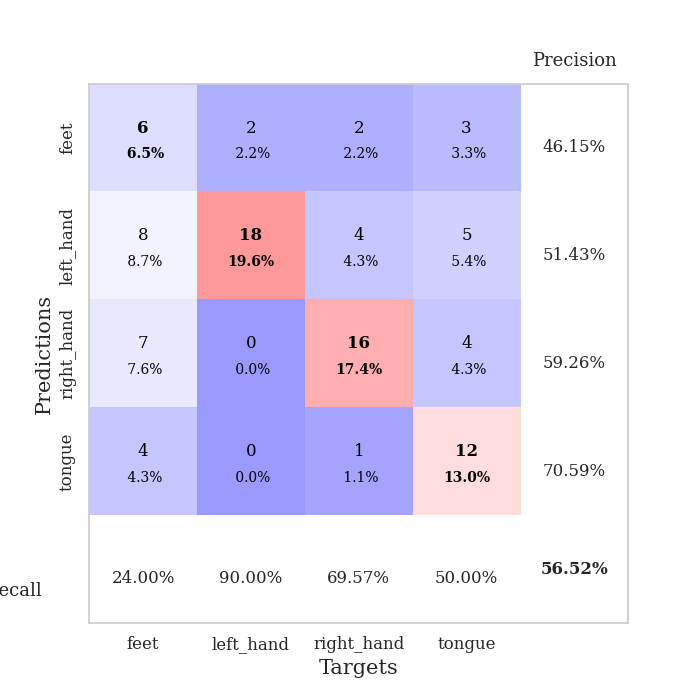 Precision
feet
6 2 2 3
6.5% 2.2% 2.2% 3.3%
46.15%
left_hand
8 18 4 5
8.7% 19.6% 4.3% 5.4%
51.43%
right_hand
7 0 16 4
7.6% 0.0% 17.4% 4.3%
59.26%
tongue
4 0 1 12
4.3% 0.0% 1.1% 13.0%
70.59%
Predictions
ecall
24.00% 90.00% 69.57% 50.00% 56.52%
feet left_hand right_hand tongue
Targets